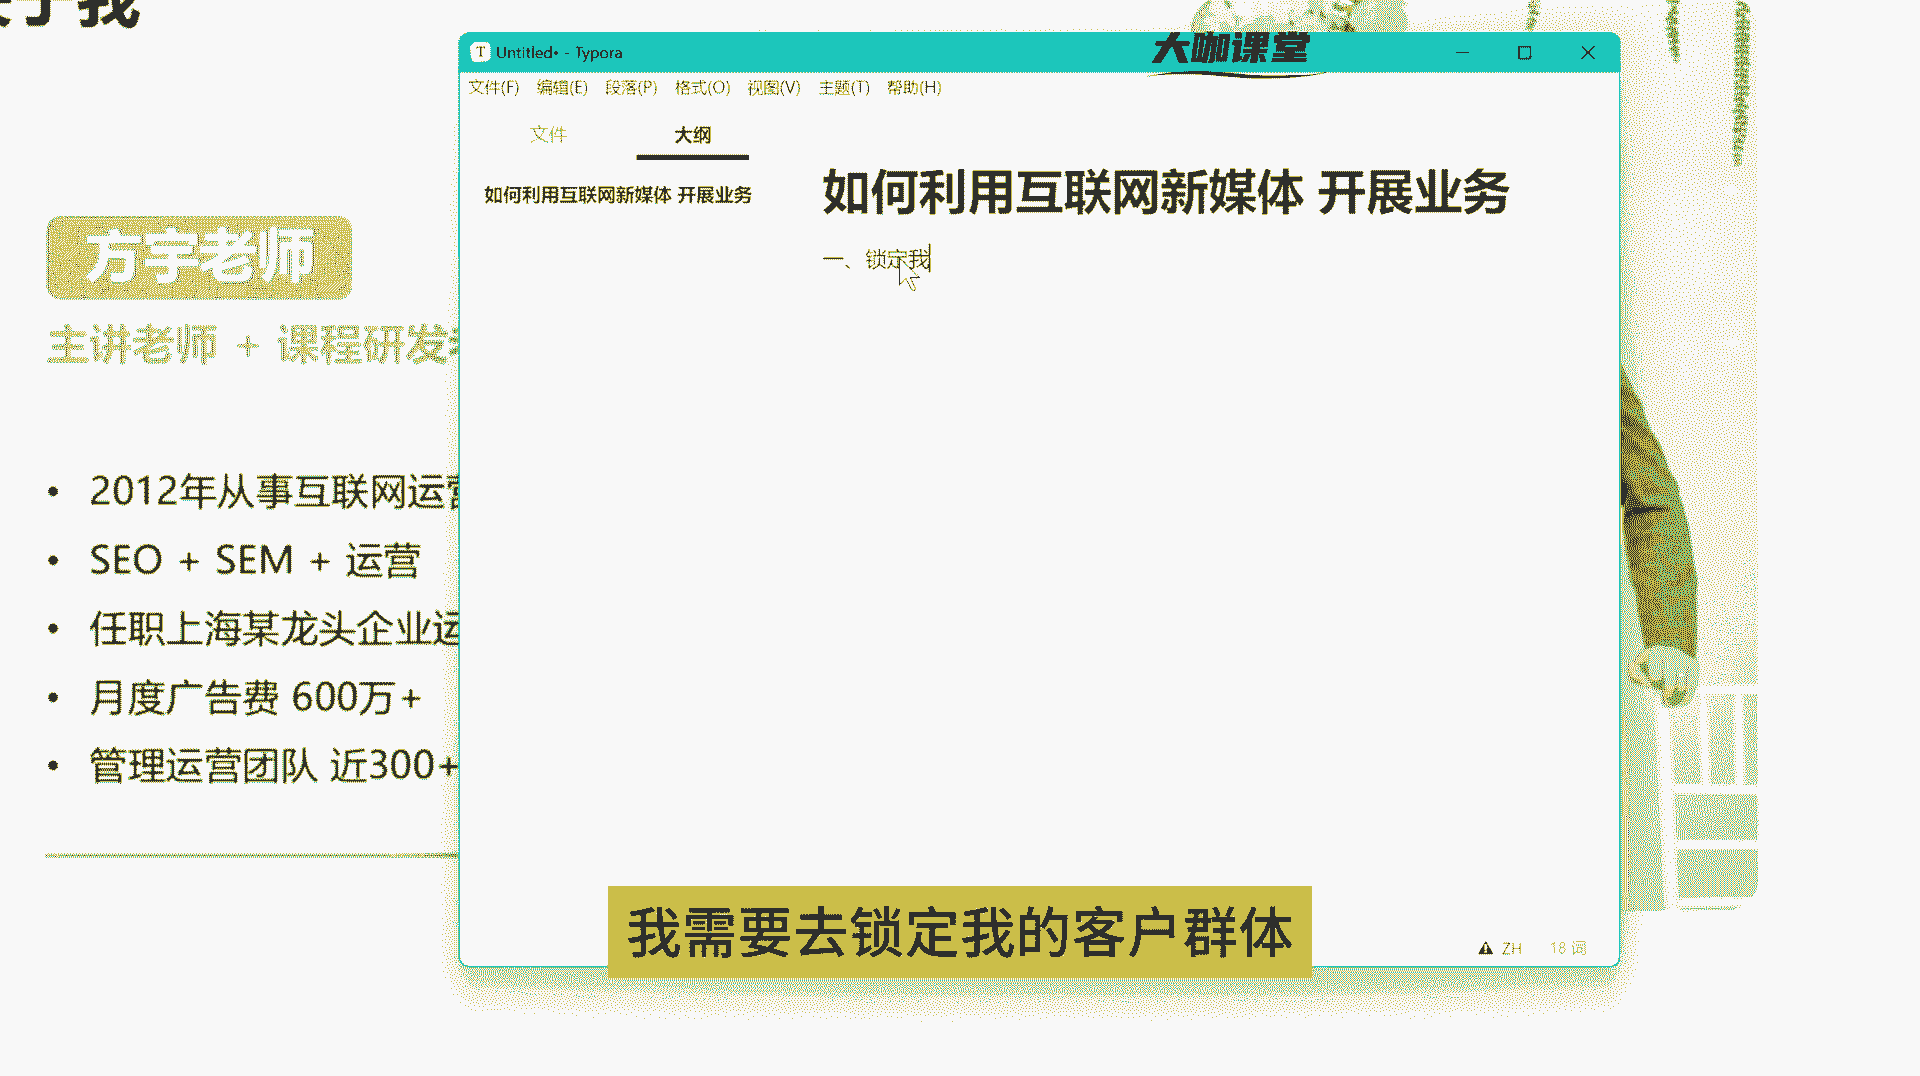 于我
大咖课堂
Untitled• - Typora
文件(F) 编辑(E) 段落(P) 格式(O) 视图(V) 主题(T) 帮助(H)
文件 大纲
如何利用互联网新媒体 开展业务
如何利用互联网新媒体 开展业务
一、锁定我
方宇老师
主讲老师 + 课程研发
• 2012年从事互联网运营
• SEO + SEM + 运营
• 任职上海某龙头企业运
• 月度广告费 600万+
• 管理运营团队 近300+
我需要去锁定我的客户群体
ZH 18 词